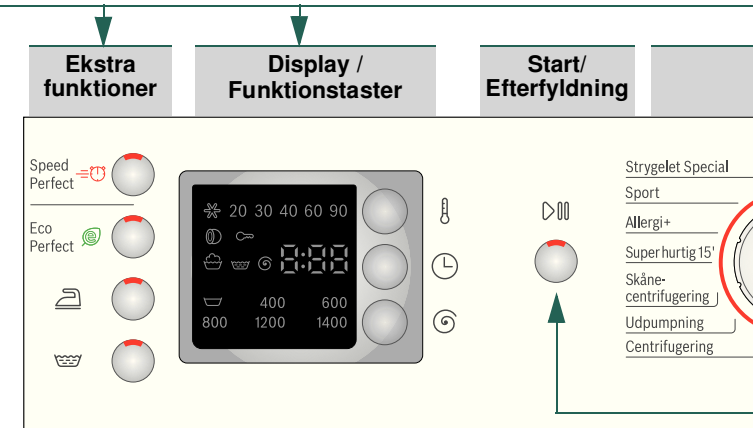 Ekstra
funktioner
Display /
Funktionstaster
Start/
Efterfyldning
Speed
Perfect
Eco
Perfect
20 30 40 60 90
8:88
400 600
800 1200 1400
Strygelet Special
Sport
Allergi+
Superhurtig 15'
Skåne-
centrifugering
Udpumpning
Centrifugering